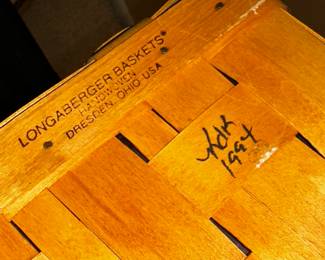 LONGABERGER BASKETS®
HANDWOVEN
DRESDEN, OHIO USA
1994